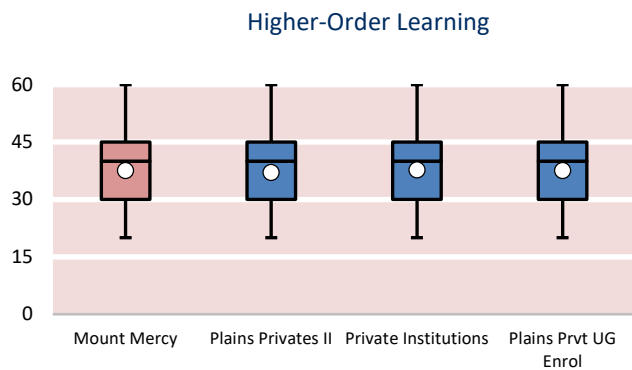 Higher-Order Learning
60
45
30
15
0
Mount Mercy
Plains Privates II
Private Institutions
Plains Prvt UG
Enrol